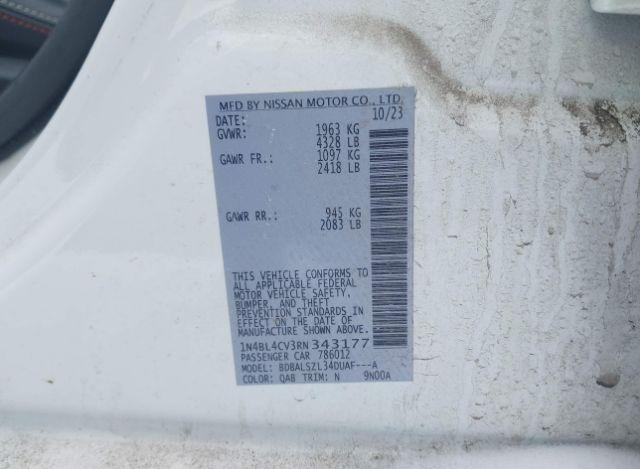 MFD BY NISSAN MOTOR CO., LTD.
DATE: 10/23
GVWR: 1963 KG
4328 LB
GAWR FR.: 1097 KG
2418 LB
GAWR RR.: 945 KG
2083 LB
THIS VEHICLE CONFORMS TO
ALL APPLICABLE FEDERAL
MOTOR VEHICLE SAFETY,
BUMPER, AND THEFT
PREVENTION STANDARDS IN
EFFECT ON THE DATE OF
MANUFACTURE SHOWN ABOVE.
1N4BL4CV3RN343177
PASSENGER CAR 786012
MODEL: BDBALSZL34DUAF---A
COLOR: QAB TRIM: N 9N00A